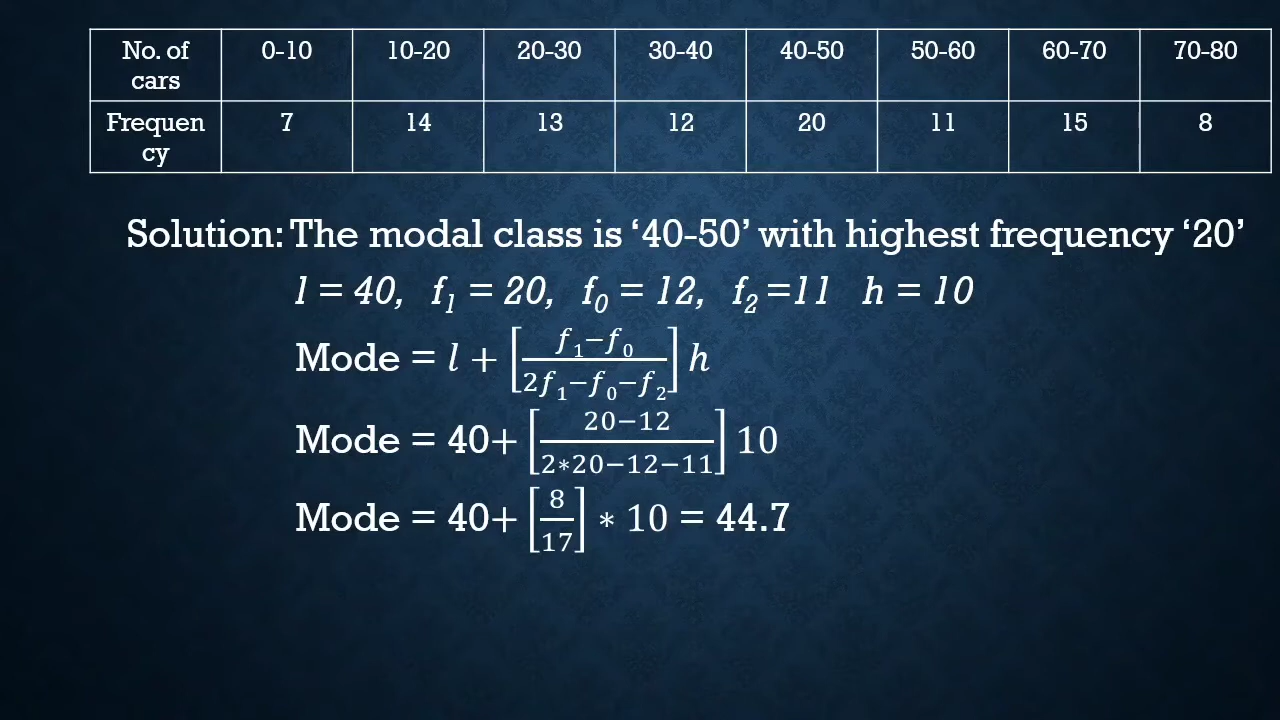 No. of cars 0-10 10-20 20-30 30-40 40-50 50-60 60-70 70-80
Frequency 7 14 13 12 20 11 15 8
Solution: The modal class is ‘40-50’ with highest frequency ‘20’
l = 40, f₁ = 20, f₀ = 12, f₂ =11 h = 10
Mode = l + [(f₁−f₀)/(2f₁−f₀−f₂)] h
Mode = 40+ [(20−12)/(2∗20−12−11)] 10
Mode = 40+ [8/17] ∗ 10 = 44.7